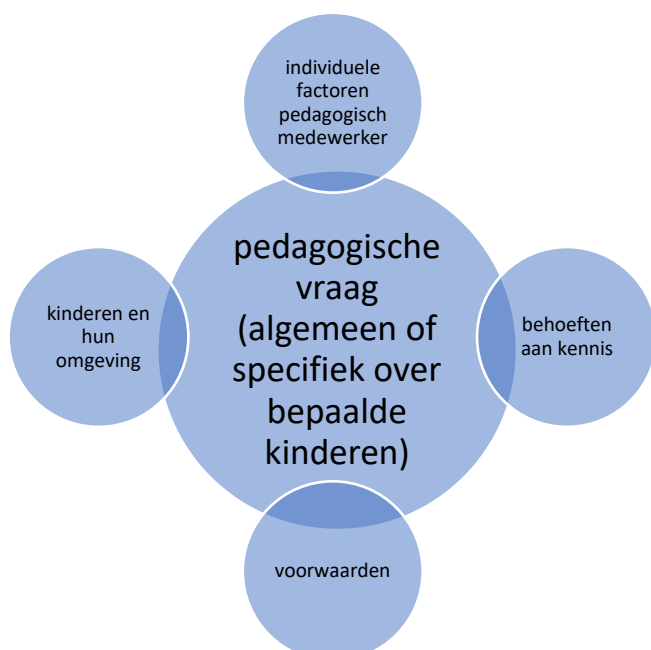 individuele
factoren
pedagogisch
medewerker
pedagogische
vraag
(algemeen of
specifiek over
bepaalde
kinderen)
kinderen en
hun
omgeving
behoeften
aan kennis
voorwaarden